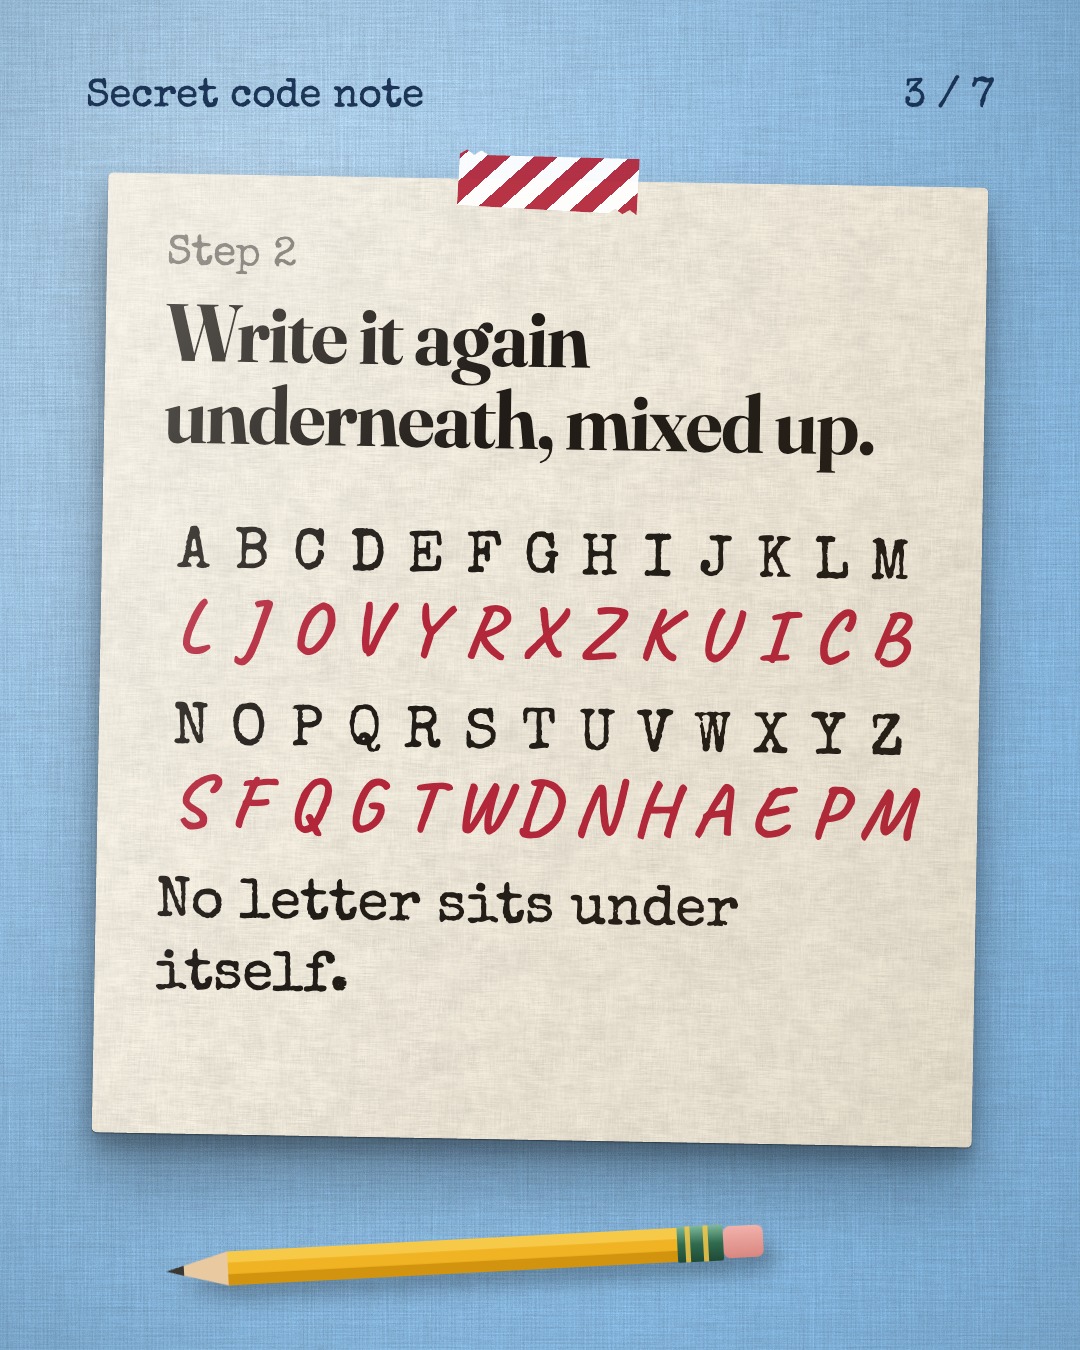 Secret code note
3 / 7
Step 2
Write it again
underneath, mixed up.
A B C D E F G H I J K L M
L J O V Y R X Z K U I C B
N O P Q R S T U V W X Y Z
S F Q G T W D N H A E P M
No letter sits under
itself.